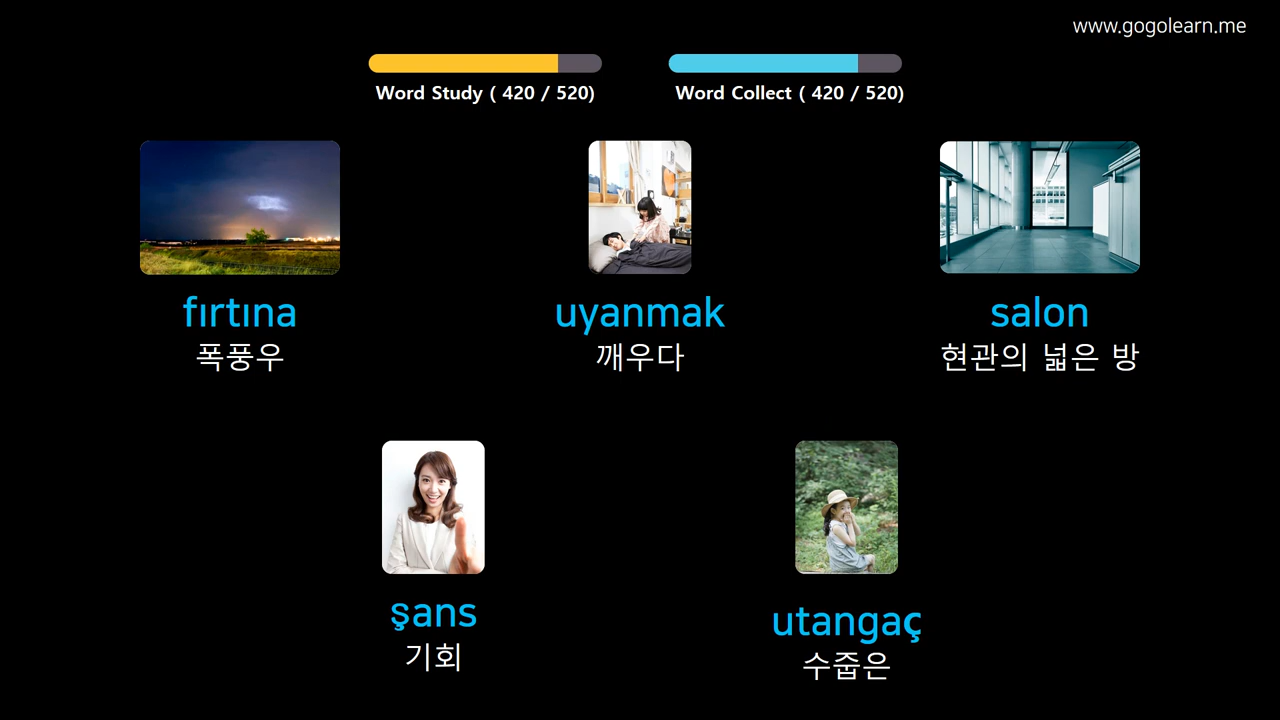 www.gogolearn.me
Word Study ( 420 / 520)
Word Collect ( 420 / 520)
fırtına
폭풍우
uyanmak
깨우다
salon
현관의 넓은 방
şans
기회
utangaç
수줍은